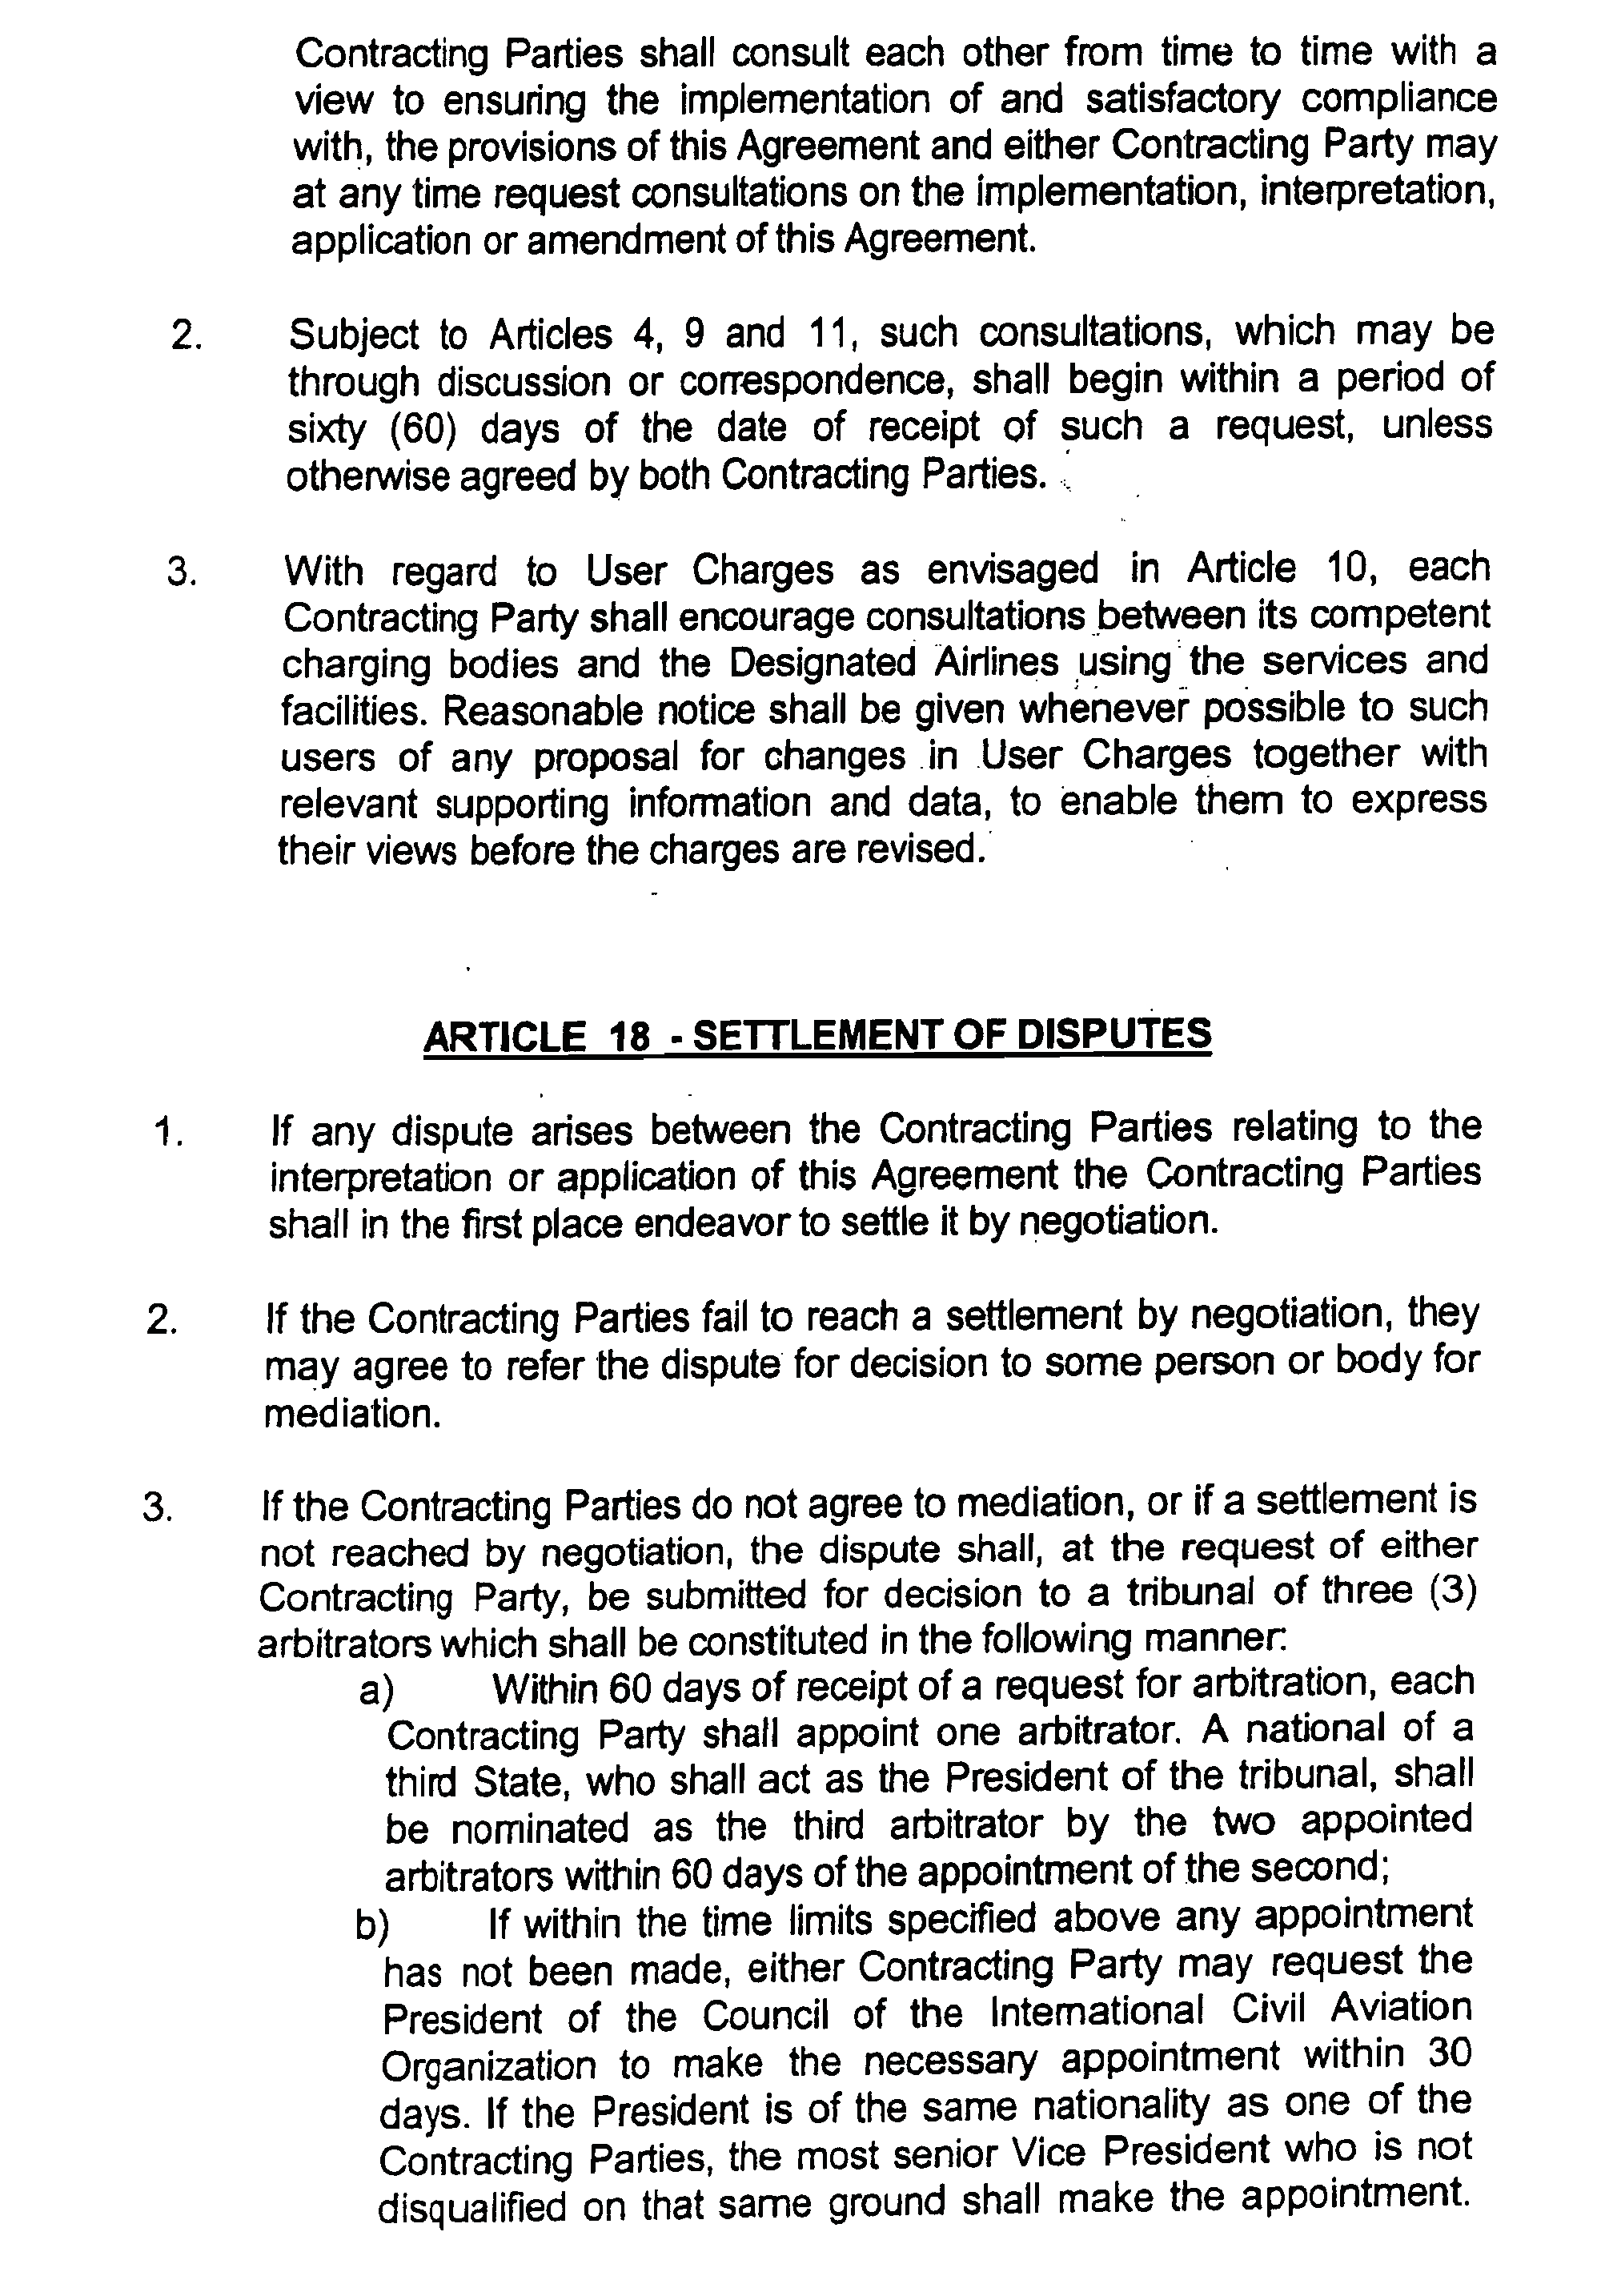 Contracting Parties shall consult each other from time to time with a
view to ensuring the implementation of and satisfactory compliance
with, the provisions of this Agreement and either Contracting Party may
at any time request consultations on the implementation, interpretation,
application or amendment of this Agreement.
2. Subject to Articles 4, 9 and 11, such consultations, which may be
through discussion or correspondence, shall begin within a period of
sixty (60) days of the date of receipt of such a request, unless
otherwise agreed by both Contracting Parties.
3. With regard to User Charges as envisaged in Article 10, each
Contracting Party shall encourage consultations between its competent
charging bodies and the Designated Airlines using the services and
facilities. Reasonable notice shall be given whenever possible to such
users of any proposal for changes in User Charges together with
relevant supporting information and data, to enable them to express
their views before the charges are revised.
ARTICLE 18 - SETTLEMENT OF DISPUTES
1. If any dispute arises between the Contracting Parties relating to the
interpretation or application of this Agreement the Contracting Parties
shall in the first place endeavor to settle it by negotiation.
2. If the Contracting Parties fail to reach a settlement by negotiation, they
may agree to refer the dispute for decision to some person or body for
mediation.
3. If the Contracting Parties do not agree to mediation, or if a settlement is
not reached by negotiation, the dispute shall, at the request of either
Contracting Party, be submitted for decision to a tribunal of three (3)
arbitrators which shall be constituted in the following manner:
a) Within 60 days of receipt of a request for arbitration, each
Contracting Party shall appoint one arbitrator. A national of a
third State, who shall act as the President of the tribunal, shall
be nominated as the third arbitrator by the two appointed
arbitrators within 60 days of the appointment of the second;
b) If within the time limits specified above any appointment
has not been made, either Contracting Party may request the
President of the Council of the International Civil Aviation
Organization to make the necessary appointment within 30
days. If the President is of the same nationality as one of the
Contracting Parties, the most senior Vice President who is not
disqualified on that same ground shall make the appointment.